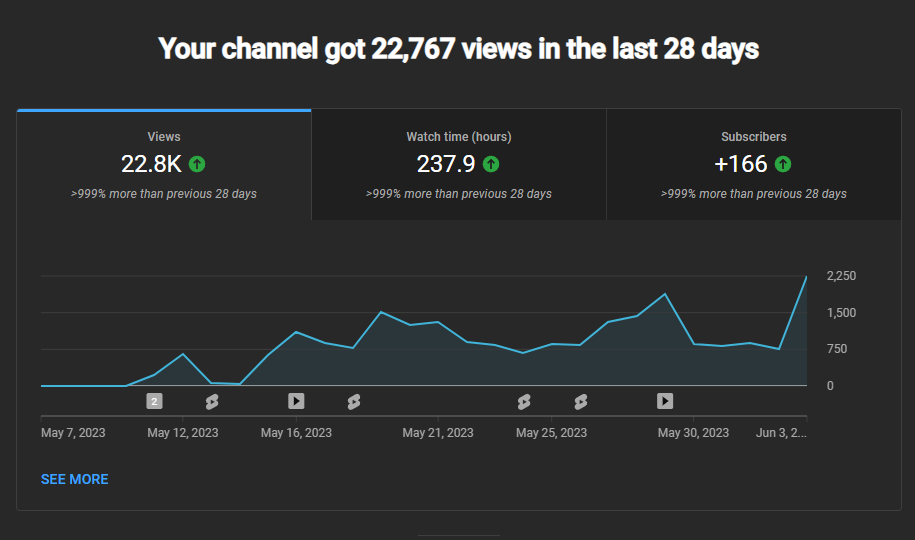 Your channel got 22,767 views in the last 28 days
Views
22.8K
>999% more than previous 28 days
Watch time (hours)
237.9
>999% more than previous 28 days
Subscribers
+166
>999% more than previous 28 days
2,250
1,500
750
0
2
May 7, 2023
May 12, 2023
May 16, 2023
May 21, 2023
May 25, 2023
May 30, 2023
Jun 3, 2...
SEE MORE